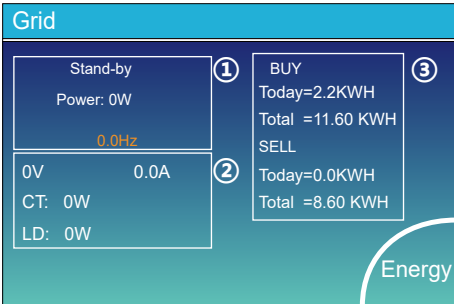 Grid
Stand-by
Power: 0W
0.0Hz
①
0V 0.0A
CT: 0W
LD: 0W
②
BUY
Today=2.2KWH
Total =11.60 KWH
SELL
Today=0.0KWH
Total =8.60 KWH
③
Energy